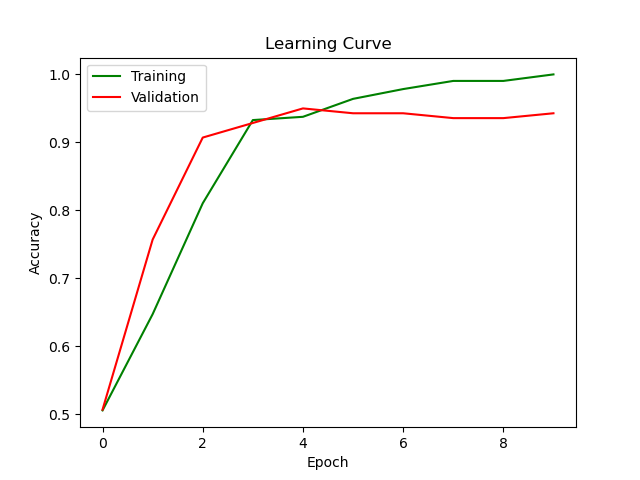 Learning Curve
Training
Validation
1.0
0.9
0.8
0.7
0.6
0.5
Accuracy
0 2 4 6 8
Epoch